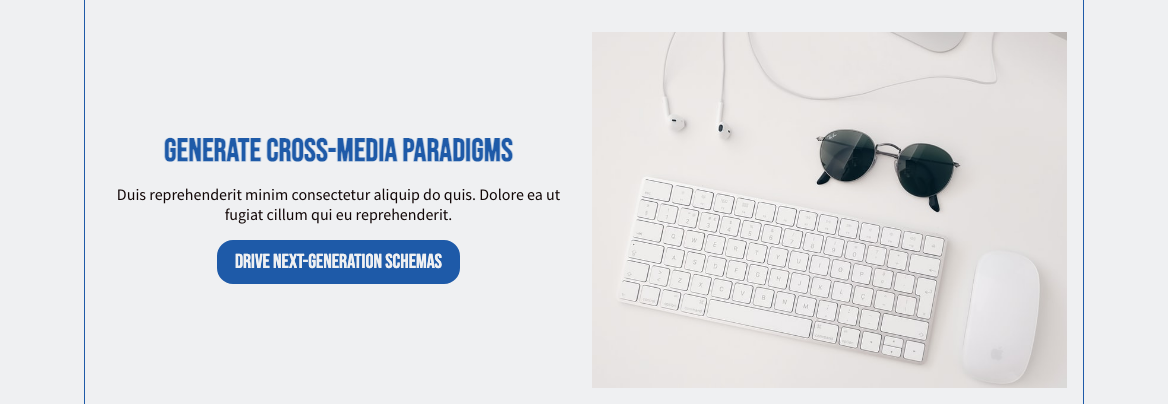 GENERATE CROSS-MEDIA PARADIGMS
Duis reprehenderit minim consectetur aliquip do quis. Dolore ea ut
fugiat cillum qui eu reprehenderit.
DRIVE NEXT-GENERATION SCHEMAS